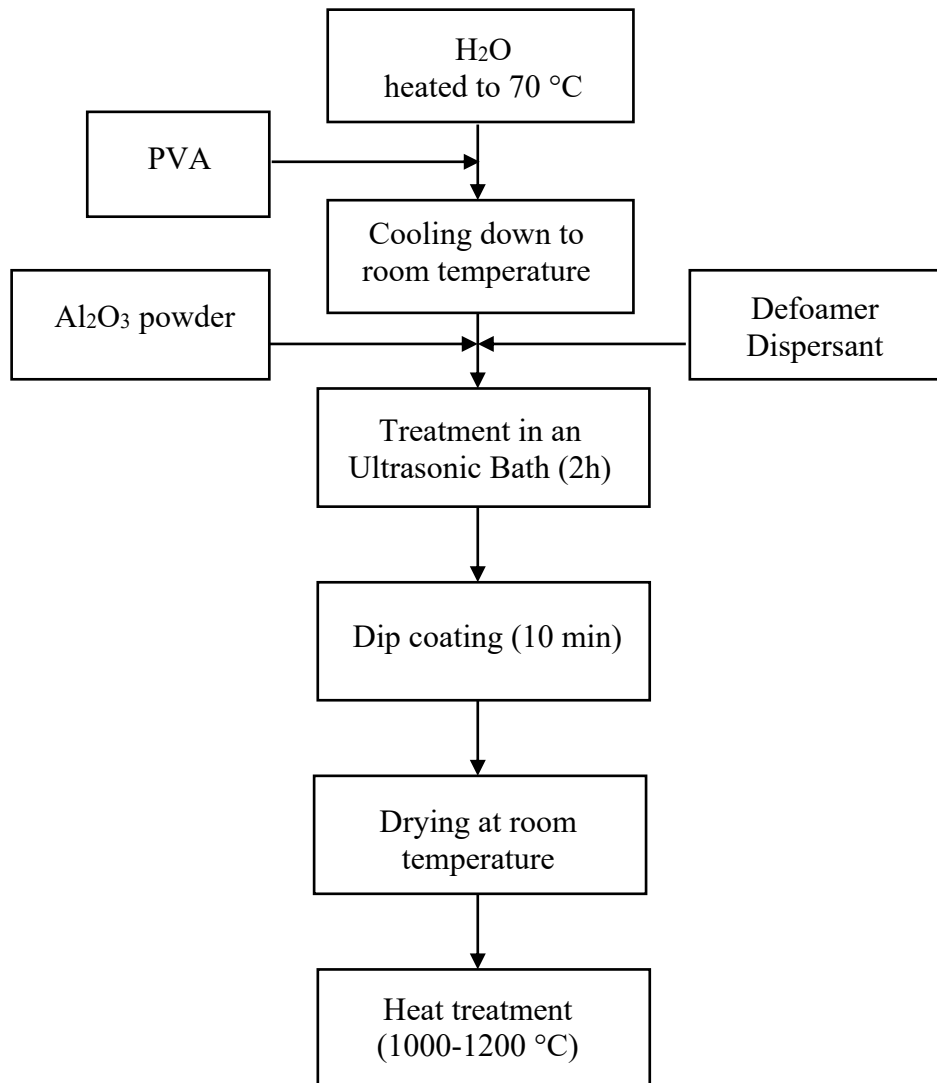 H₂O
heated to 70 °C
PVA
Cooling down to
room temperature
Al₂O₃ powder
Defoamer
Dispersant
Treatment in an
Ultrasonic Bath (2h)
Dip coating (10 min)
Drying at room
temperature
Heat treatment
(1000-1200 °C)